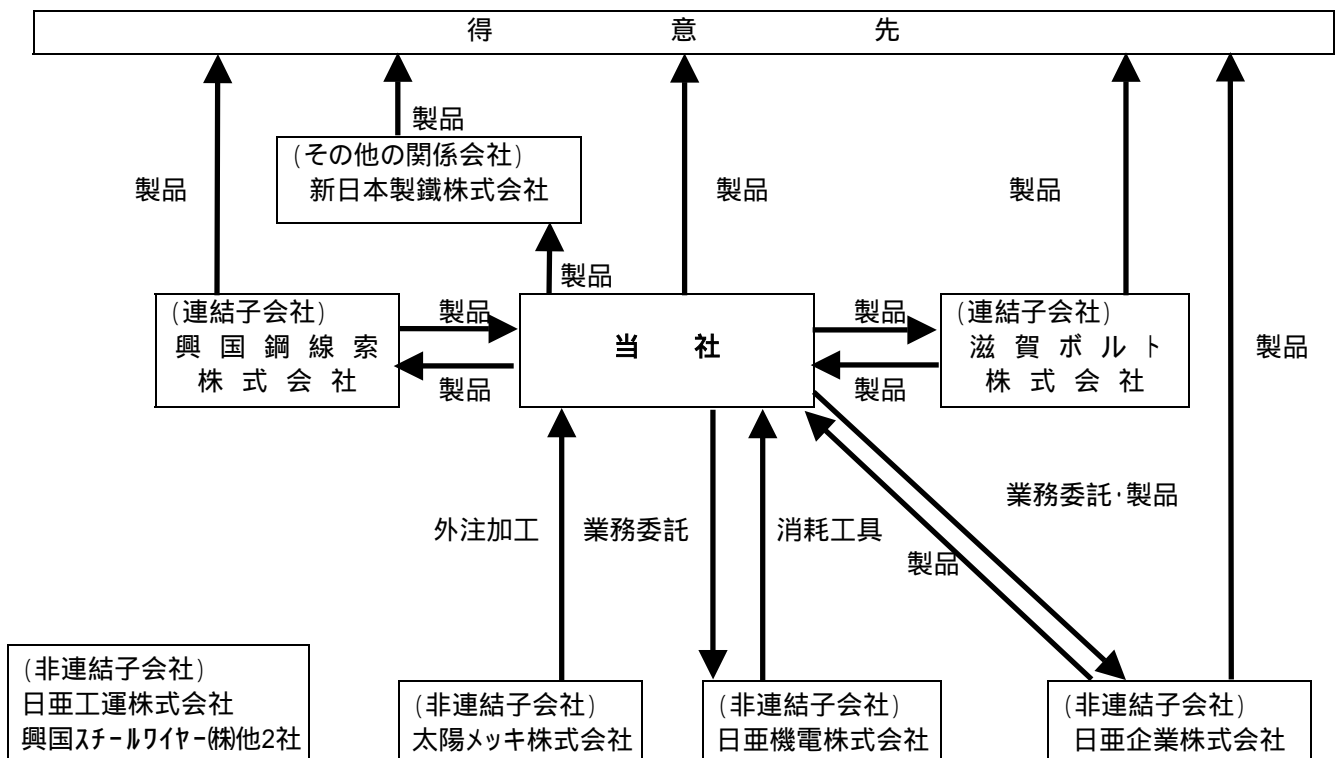 得 意 先
製品
(その他の関係会社)
新日本製鐵株式会社
製品
製品
製品
製品
(連結子会社)
興国鋼線索
株式会社
製品
製品
当 社
製品
製品
(連結子会社)
滋賀ボルト
株式会社
製品
業務委託・製品
外注加工
業務委託
消耗工具
製品
(非連結子会社)
日亜工運株式会社
興国スチールワイヤー㈱他2社
(非連結子会社)
太陽メッキ株式会社
(非連結子会社)
日亜機電株式会社
(非連結子会社)
日亜企業株式会社